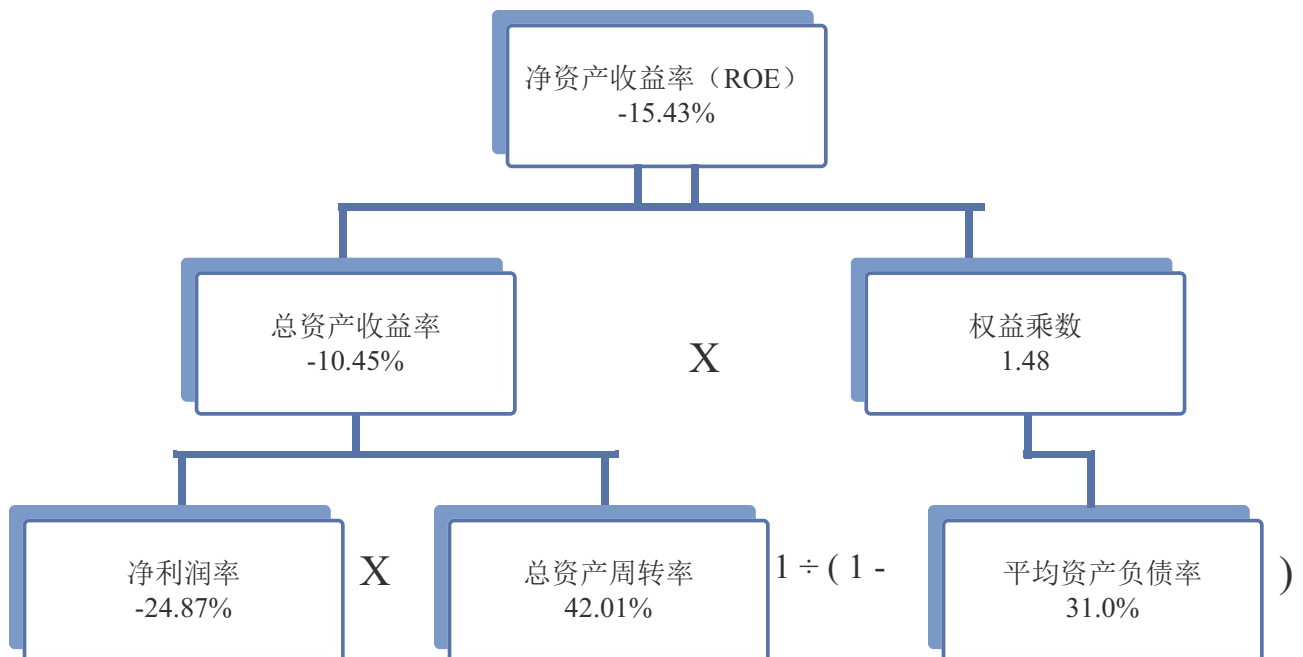 净资产收益率（ROE）
-15.43%
总资产收益率
-10.45%
X
权益乘数
1.48
净利润率
-24.87%
X
总资产周转率
42.01%
1 ÷ ( 1 -
平均资产负债率
31.0%
)